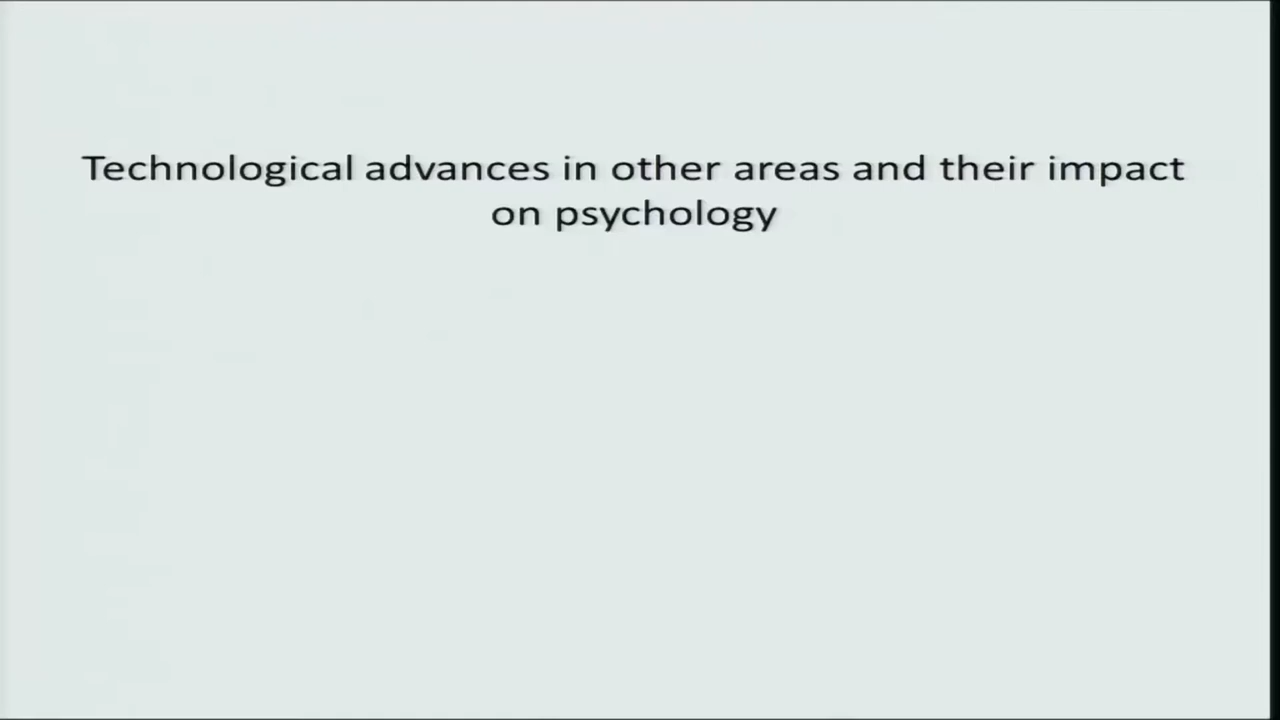 Technological advances in other areas and their impact
on psychology